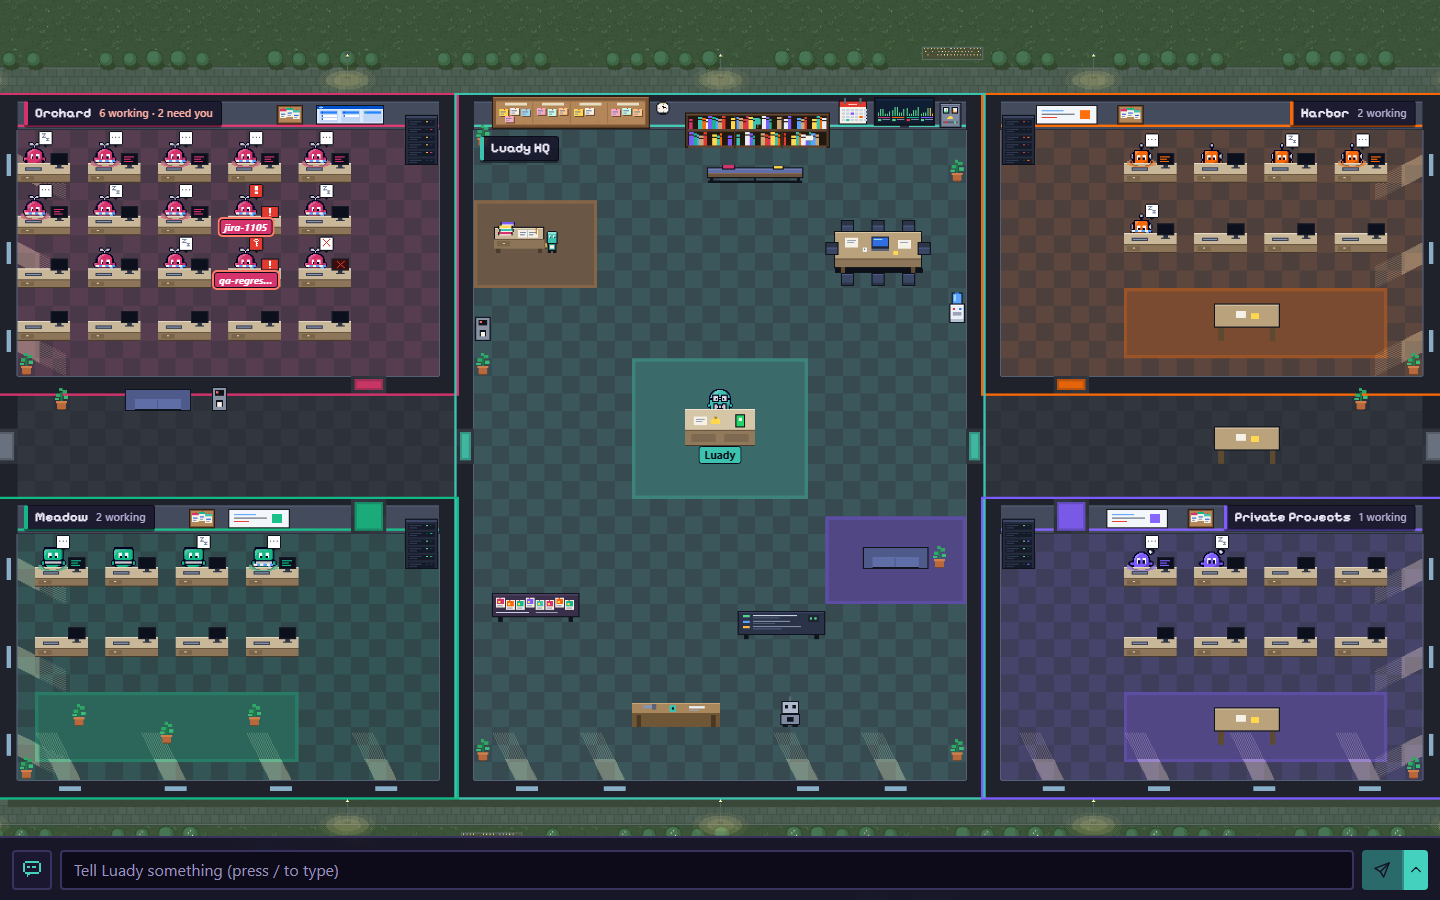 Orchard 6 working · 2 need you
Luady HQ
Harbor 2 working
jira-1105
qa-regres...
Luady
Meadow 2 working
Private Projects 1 working
Tell Luady something (press / to type)